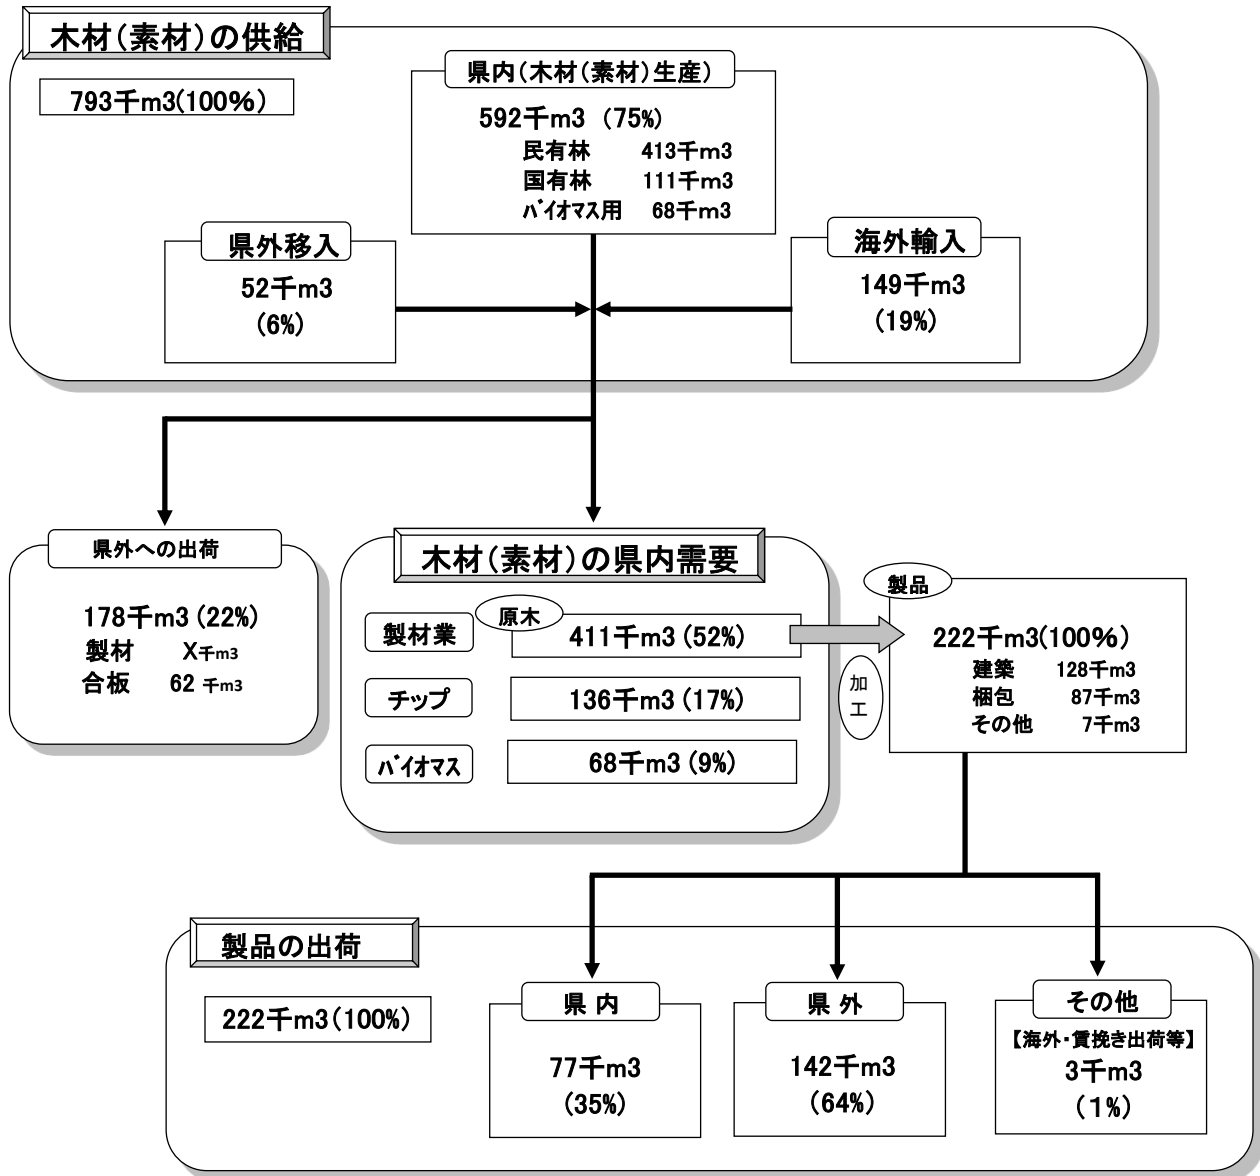 木材(素材)の供給
793千m3(100%)
県内(木材(素材)生産)
592千m3 (75%)
民有林 413千m3
国有林 111千m3
バイオマス用 68千m3
県外移入
52千m3
(6%)
海外輸入
149千m3
(19%)
県外への出荷
178千m3 (22%)
製材 X千m3
合板 62 千m3
木材(素材)の県内需要
原木
製材業 411千m3 (52%)
チップ 136千m3 (17%)
バイオマス 68千m3 (9%)
加工
製品
222千m3(100%)
建築 128千m3
梱包 87千m3
その他 7千m3
製品の出荷
222千m3(100%)
県 内
77千m3
(35%)
県 外
142千m3
(64%)
その他
【海外・賃挽き出荷等】
3千m3
(1%)